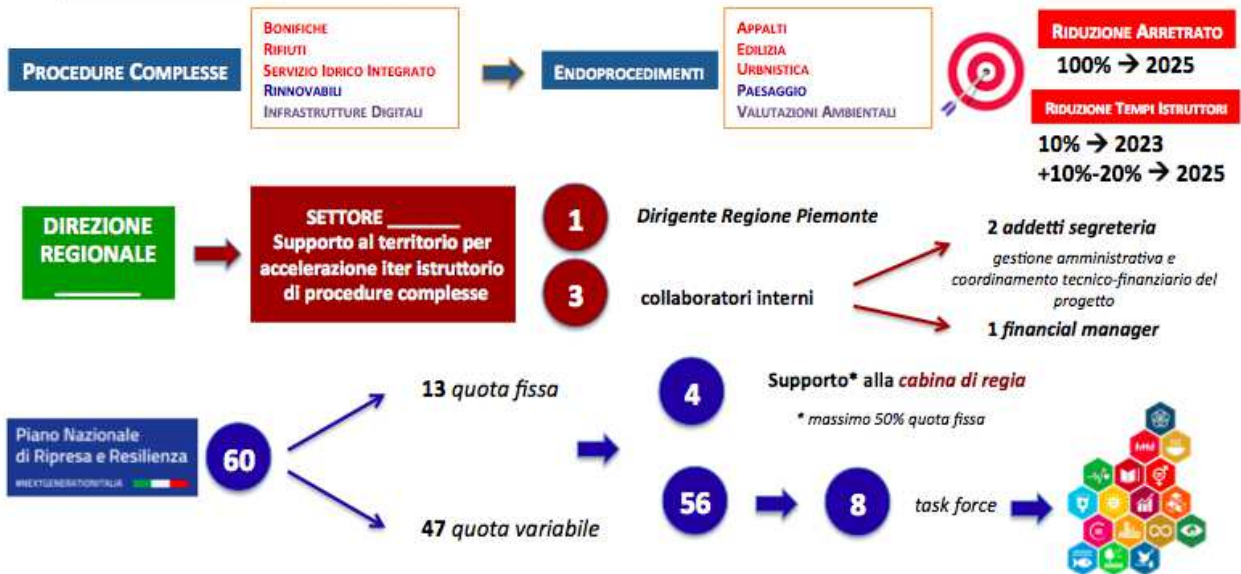 PROCEDURE COMPLESSE
BONIFICHE
RIFIUTI
SERVIZIO IDRICO INTEGRATO
RINNOVABILI
INFRASTRUTTURE DIGITALI
ENDOPROCEDIMENTI
APPALTI
EDILIZIA
URBNISTICA
PAESAGGIO
VALUTAZIONI AMBIENTALI
RIDUZIONE ARRETRATO
100% → 2025
RIDUZIONE TEMPI ISTRUTTORI
10% → 2023
+10%-20% → 2025
DIREZIONE
REGIONALE
________
SETTORE _______
Supporto al territorio per
accelerazione iter istruttorio
di procedure complesse
1
Dirigente Regione Piemonte
3
collaboratori interni
2 addetti segreteria
gestione amministrativa e
coordinamento tecnico-finanziario del
progetto
1 financial manager
Piano Nazionale
di Ripresa e Resilienza
#NEXTGENERATIONITALIA
60
13 quota fissa
47 quota variabile
4
Supporto* alla cabina di regia
* massimo 50% quota fissa
56
8
task force